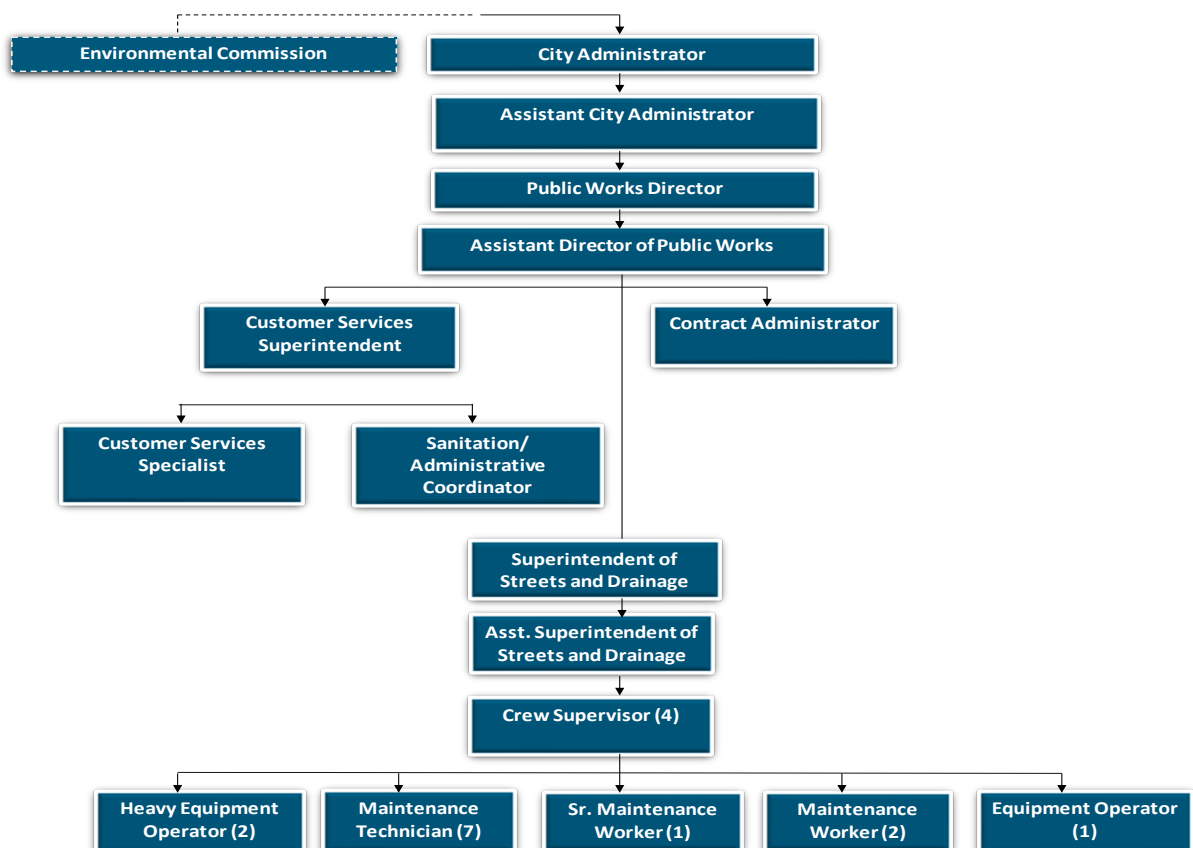 Environmental Commission
City Administrator
Assistant City Administrator
Public Works Director
Assistant Director of Public Works
Customer Services
Superintendent
Contract Administrator
Customer Services
Specialist
Sanitation/
Administrative
Coordinator
Superintendent of
Streets and Drainage
Asst. Superintendent of
Streets and Drainage
Crew Supervisor (4)
Heavy Equipment
Operator (2)
Maintenance
Technician (7)
Sr. Maintenance
Worker (1)
Maintenance
Worker (2)
Equipment Operator
(1)